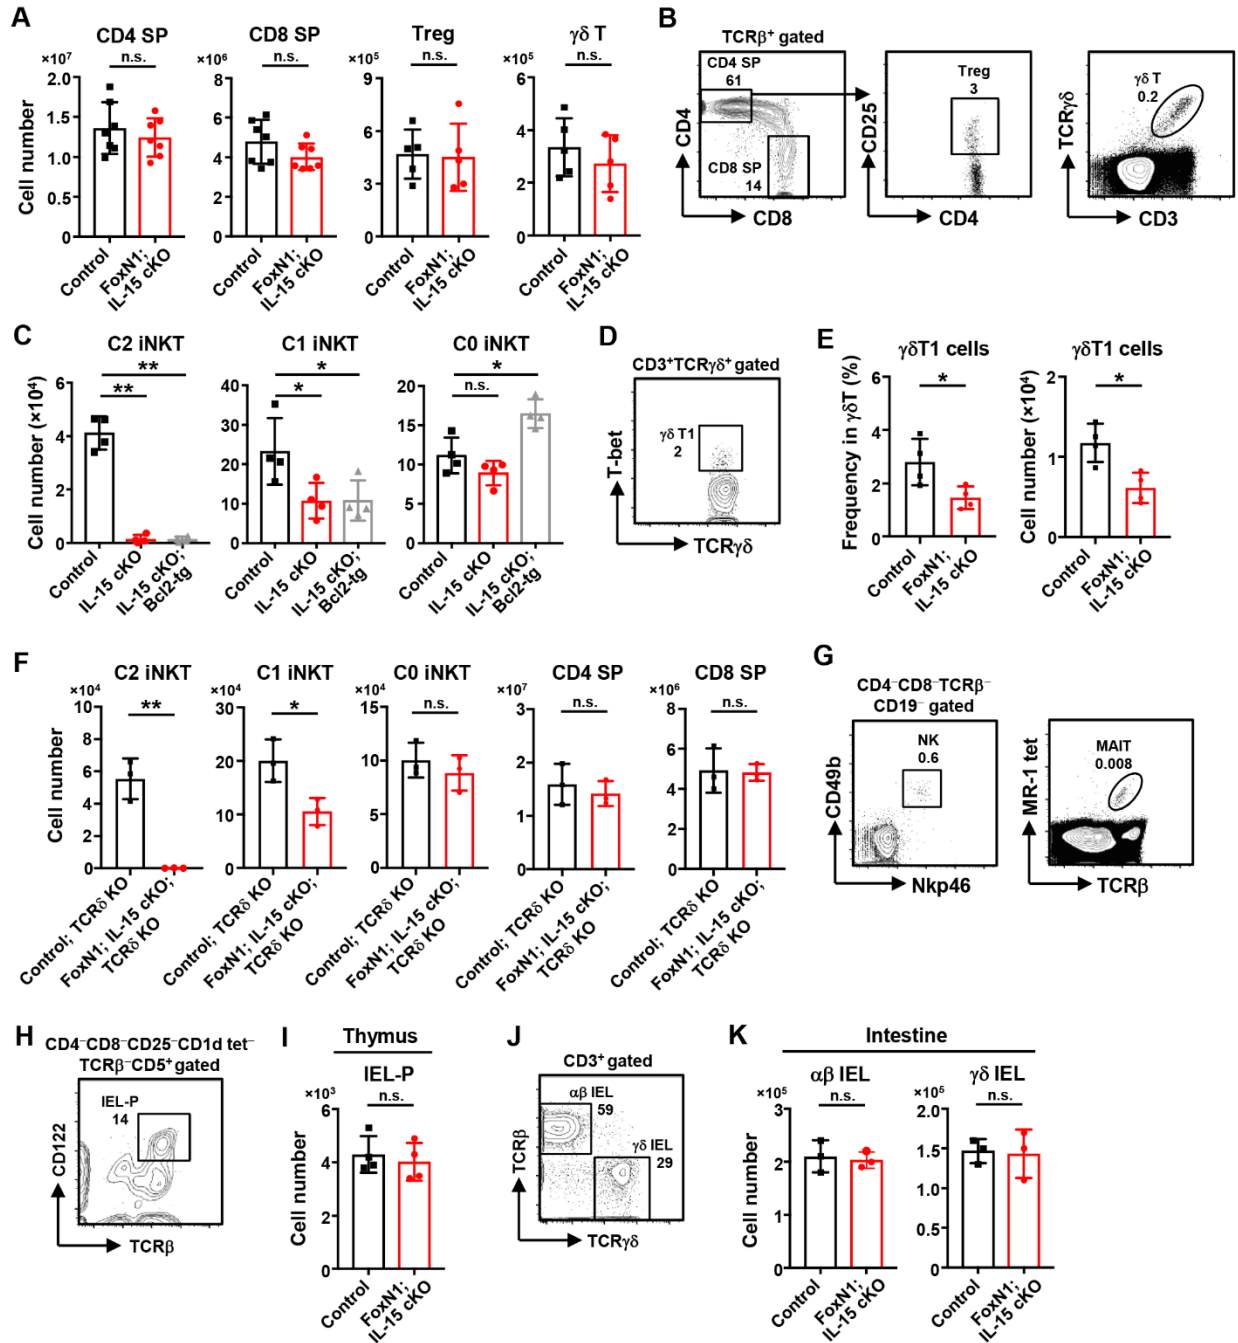 A
CD4 SP
CD8 SP
Treg
γδ T
×10⁷
n.s.
×10⁶
n.s.
×10⁵
n.s.
×10⁵
n.s.
Cell number
2.0
1.5
1.0
0.7
0
8
6
4
2
0
9
6
3
0
6
4
2
0
Control
FoxN1;
IL-15 cKO
Control
FoxN1;
IL-15 cKO
Control
FoxN1;
IL-15 cKO
Control
FoxN1;
IL-15 cKO
B
TCRβ⁺ gated
CD4 SP
61
CD8 SP
14
CD4
CD8
Treg
3
CD25
CD4
γδ T
0.2
TCRγδ
CD3
C
C2 iNKT
C1 iNKT
C0 iNKT
**
**
*
*
*
n.s.
Cell number (×10⁴)
6
4
2
0
40
30
20
10
0
20
15
10
5
0
Control
IL-15 cKO
IL-15 cKO;
Bcl2-tg
Control
IL-15 cKO
IL-15 cKO;
Bcl2-tg
Control
IL-15 cKO
IL-15 cKO;
Bcl2-tg
D
CD3⁺TCRγδ⁺ gated
γδ T1
2
T-bet
TCRγδ
E
γδT1 cells
γδT1 cells
*
*
Frequency in γδT (%)
6
4
2
0
Cell number (×10⁴)
2
1
0
Control
FoxN1;
IL-15 cKO
Control
FoxN1;
IL-15 cKO
F
C2 iNKT
C1 iNKT
C0 iNKT
CD4 SP
CD8 SP
×10⁴
**
×10⁴
*
×10⁴
n.s.
×10⁷
n.s.
×10⁶
n.s.
Cell number
8
6
4
2
0
30
20
10
0
15
10
5
0
3
2
1
0
8
6
4
2
0
Control; TCRδ KO
FoxN1; IL-15 cKO;
TCRδ KO
Control; TCRδ KO
FoxN1; IL-15 cKO;
TCRδ KO
Control; TCRδ KO
FoxN1; IL-15 cKO;
TCRδ KO
Control; TCRδ KO
FoxN1; IL-15 cKO;
TCRδ KO
Control; TCRδ KO
FoxN1; IL-15 cKO;
TCRδ KO
G
CD4⁻CD8⁻TCRβ⁻
CD19⁻ gated
NK
0.6
CD49b
Nkp46
MAIT
0.008
MR-1 tet
TCRβ
H
CD4⁻CD8⁻CD25⁻CD1d tet⁻
TCRβ⁻CD5⁺gated
IEL-P
14
CD122
TCRβ
I
Thymus
IEL-P
×10³
n.s.
Cell number
6
4
2
0
Control
FoxN1;
IL-15 cKO
J
CD3⁺ gated
αβ IEL
59
γδ IEL
29
TCRβ
TCRγδ
K
Intestine
αβ IEL
γδ IEL
×10⁵
n.s.
×10⁵
n.s.
Cell number
3
2
1
0
2.0
1.5
1.0
0.5
0
Control
FoxN1;
IL-15 cKO
Control
FoxN1;
IL-15 cKO